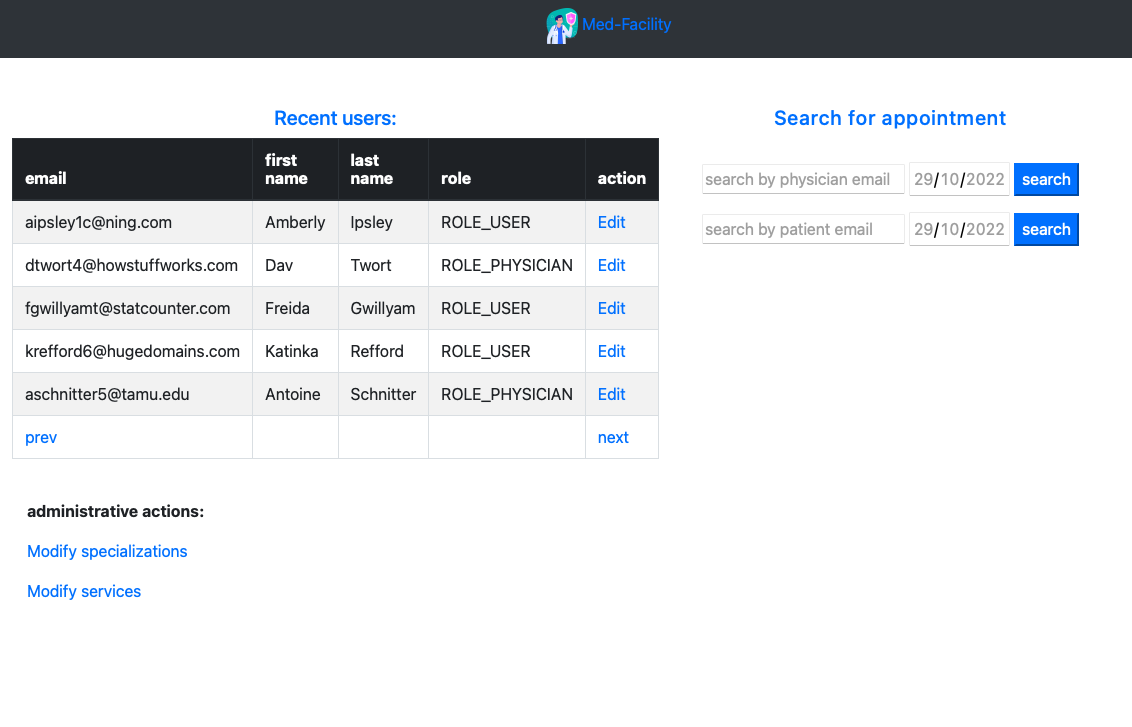 Med-Facility
Recent users:
email first name last name role action
aipsley1c@ning.com Amberly Ipsley ROLE_USER Edit
dtwort4@howstuffworks.com Dav Twort ROLE_PHYSICIAN Edit
fgwillyamt@statcounter.com Freida Gwillyam ROLE_USER Edit
krefford6@hugedomains.com Katinka Refford ROLE_USER Edit
aschnitter5@tamu.edu Antoine Schnitter ROLE_PHYSICIAN Edit
prev next
administrative actions:
Modify specializations
Modify services
Search for appointment
search by physician email 29/10/2022 search
search by patient email 29/10/2022 search